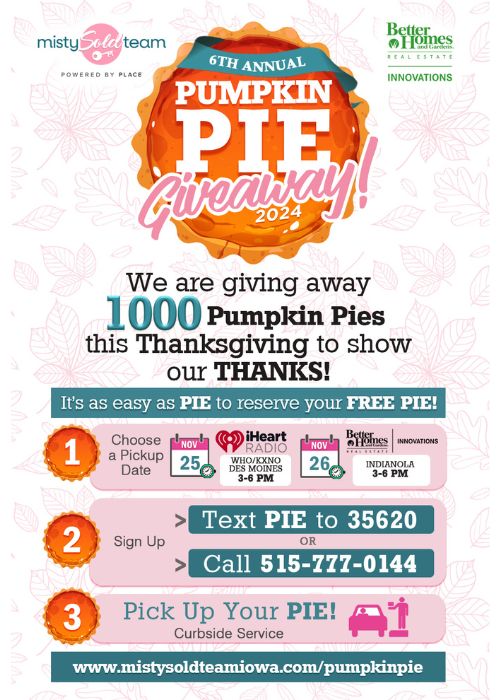 misty Sold team
POWERED BY PLACE
Better
Homes
and Gardens.
REAL ESTATE
INNOVATIONS
6TH ANNUAL
PUMPKIN
PIE
Giveaway!
2024
We are giving away
1000 Pumpkin Pies
this Thanksgiving to show
our THANKS!
It's as easy as PIE to reserve your FREE PIE!
1
Choose
a Pickup
Date
NOV
25
iHeart
RADIO
WHO/KXNO
DES MOINES
3-6 PM
NOV
26
Better
Homes
and Gardens
REAL ESTATE
INNOVATIONS
INDIANOLA
3-6 PM
2
Sign Up
> Text PIE to 35620
OR
> Call 515-777-0144
3
Pick Up Your PIE!
Curbside Service
www.mistysoldteamiowa.com/pumpkinpie